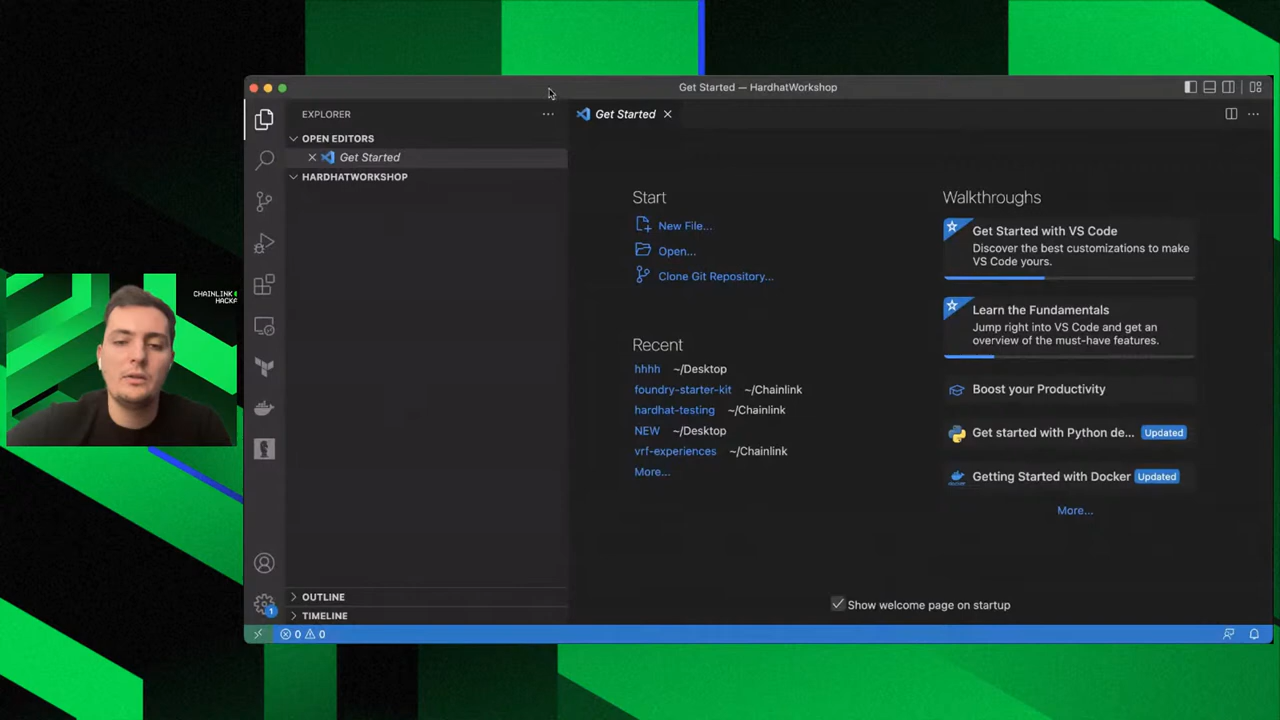 Get Started — HardhatWorkshop
EXPLORER
Get Started
OPEN EDITORS
Get Started
HARDHATWORKSHOP
Start
New File...
Open...
Clone Git Repository...
Recent
hhhh ~/Desktop
foundry-starter-kit ~/Chainlink
hardhat-testing ~/Chainlink
NEW ~/Desktop
vrf-experiences ~/Chainlink
More...
Walkthroughs
Get Started with VS Code
Discover the best customizations to make
VS Code yours.
Learn the Fundamentals
Jump right into VS Code and get an
overview of the must-have features.
Boost your Productivity
Get started with Python de... Updated
Getting Started with Docker Updated
More...
Show welcome page on startup
CHAINLINK
HACKA
OUTLINE
TIMELINE
1
0 0